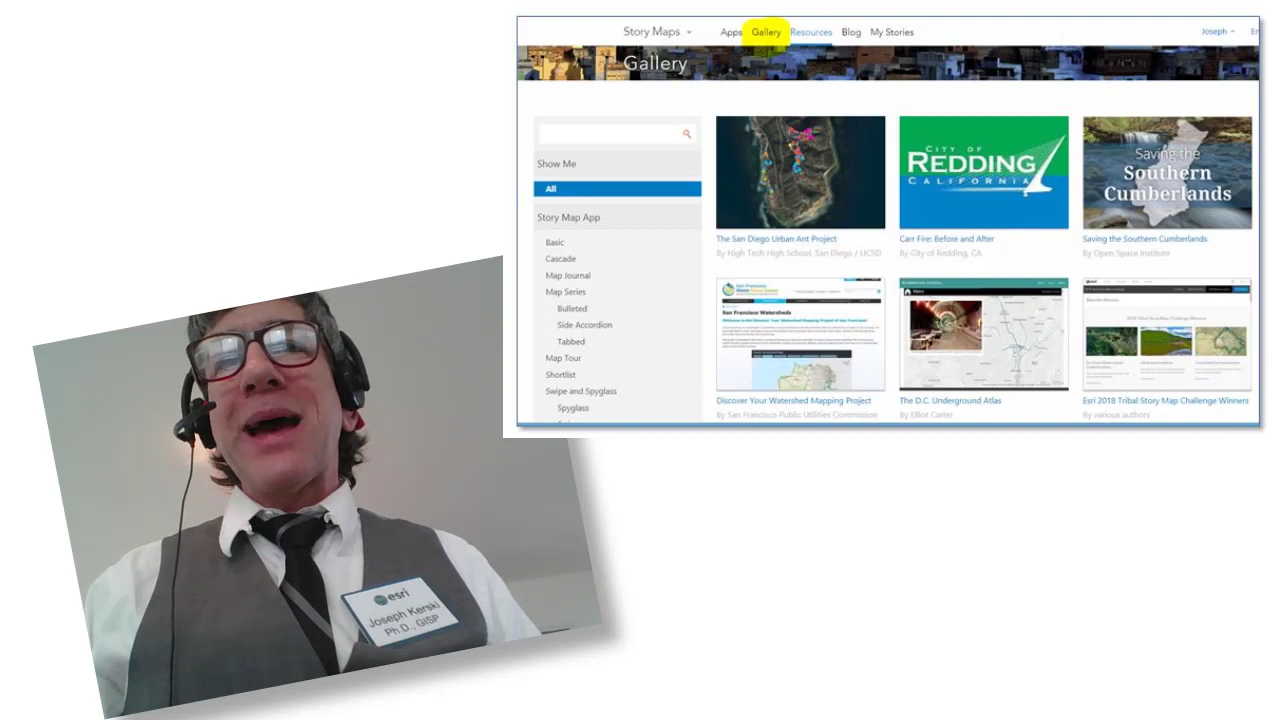 Story Maps Apps Gallery Resources Blog My Stories Joseph En
Gallery
Show Me
All
Story Map App
Basic
Cascade
Map Journal
Map Series
Bulleted
Side Accordion
Tabbed
Map Tour
Shortlist
Swipe and Spyglass
Spyglass
CITY OF
REDDING
CALIFORNIA
Saving the
Southern
Cumberlands
The San Diego Urban Ant Project
By High Tech High School, San Diego / UCSD
Carr Fire: Before and After
By City of Redding, CA
Saving the Southern Cumberlands
By Open Space Institute
San Francisco Watersheds
Discover Your Watershed Mapping Project
By San Francisco Public Utilities Commission
The D.C. Underground Atlas
By Elliot Carter
Esri 2018 Tribal Story Map Challenge Winners
By various authors
esri
Joseph Kerski
Ph.D., GISP